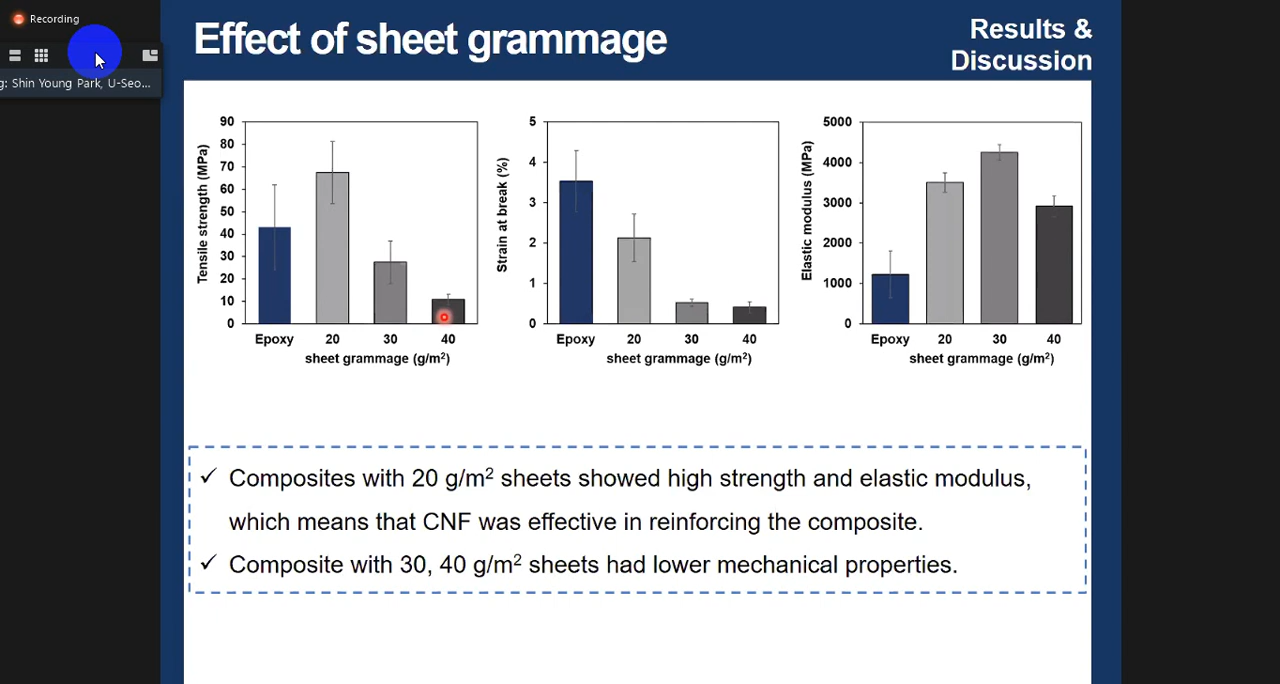 Recording
g: Shin Young Park, U-Seo...
Effect of sheet grammage
Results &
Discussion
Tensile strength (MPa)
90
80
70
60
50
40
30
20
10
0
Epoxy 20 30 40
sheet grammage (g/m²)
Strain at break (%)
5
4
3
2
1
0
Epoxy 20 30 40
sheet grammage (g/m²)
Elastic modulus (MPa)
5000
4000
3000
2000
1000
0
Epoxy 20 30 40
sheet grammage (g/m²)
✓ Composites with 20 g/m² sheets showed high strength and elastic modulus,
which means that CNF was effective in reinforcing the composite.
✓ Composite with 30, 40 g/m² sheets had lower mechanical properties.